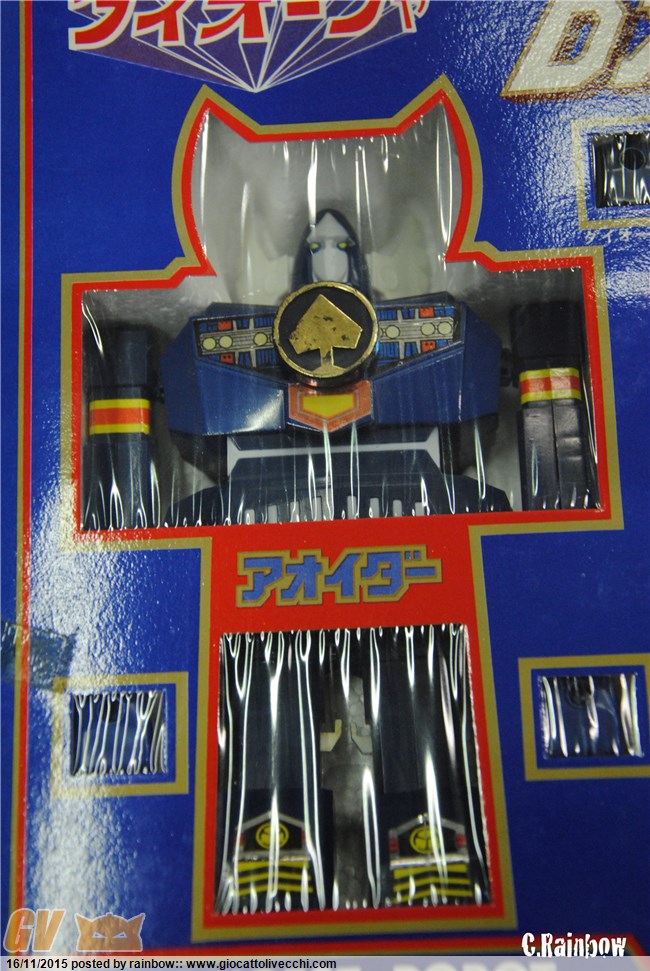 ダイオージャ
DX
アオイダー
GV
C.Rainbow
16/11/2015 posted by rainbow:: www.giocattolivecchi.com